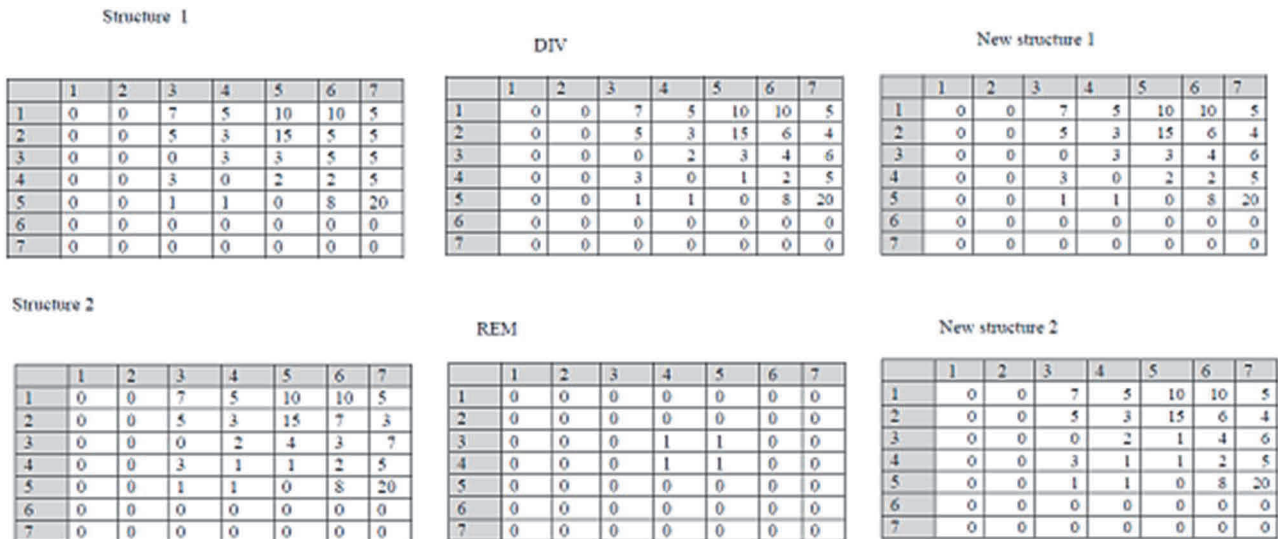 Structure 1
1 2 3 4 5 6 7
1 0 0 7 5 10 10 5
2 0 0 5 3 15 5 5
3 0 0 0 3 3 5 5
4 0 0 3 0 2 2 5
5 0 0 1 1 0 8 20
6 0 0 0 0 0 0 0
7 0 0 0 0 0 0 0
DIV
1 2 3 4 5 6 7
1 0 0 7 5 10 10 5
2 0 0 5 3 15 6 4
3 0 0 0 2 3 4 6
4 0 0 3 0 1 2 5
5 0 0 1 1 0 8 20
6 0 0 0 0 0 0 0
7 0 0 0 0 0 0 0
New structure 1
1 2 3 4 5 6 7
1 0 0 7 5 10 10 5
2 0 0 5 3 15 6 4
3 0 0 0 3 3 4 6
4 0 0 3 0 2 2 5
5 0 0 1 1 0 8 20
6 0 0 0 0 0 0 0
7 0 0 0 0 0 0 0
Structure 2
1 2 3 4 5 6 7
1 0 0 7 5 10 10 5
2 0 0 5 3 15 7 3
3 0 0 0 2 4 3 7
4 0 0 3 1 1 2 5
5 0 0 1 1 0 8 20
6 0 0 0 0 0 0 0
7 0 0 0 0 0 0 0
REM
1 2 3 4 5 6 7
1 0 0 0 0 0 0 0
2 0 0 0 0 0 0 0
3 0 0 0 1 1 0 0
4 0 0 0 1 1 0 0
5 0 0 0 0 0 0 0
6 0 0 0 0 0 0 0
7 0 0 0 0 0 0 0
New structure 2
1 2 3 4 5 6 7
1 0 0 7 5 10 10 5
2 0 0 5 3 15 6 4
3 0 0 0 2 1 4 6
4 0 0 3 1 1 2 5
5 0 0 1 1 0 8 20
6 0 0 0 0 0 0 0
7 0 0 0 0 0 0 0